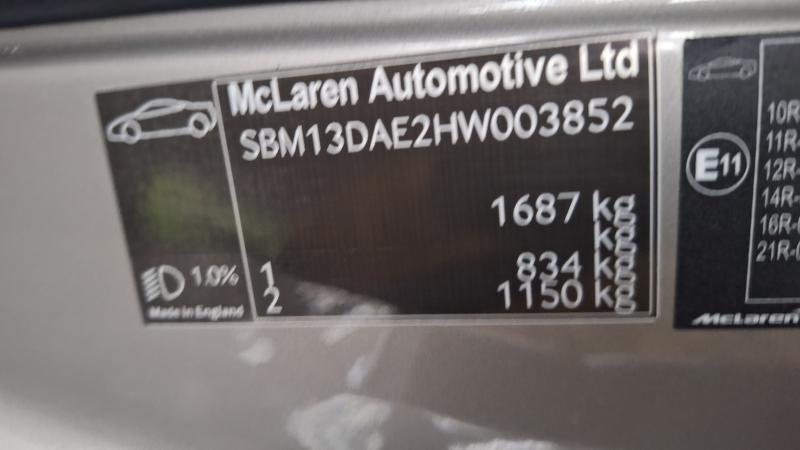 McLaren Automotive Ltd
SBM13DAE2HW003852
1687 kg
kg
1 834 kg
2 1150 kg
1.0%
Made in England
E11
10R
11R-
12R-
14R-
16R-
21R-0
McLaren